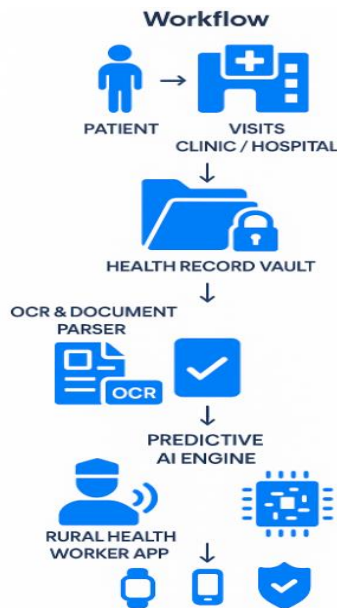 Workflow
PATIENT
VISITS
CLINIC / HOSPITAL
HEALTH RECORD VAULT
OCR & DOCUMENT
PARSER
OCR
PREDICTIVE
AI ENGINE
RURAL HEALTH
WORKER APP